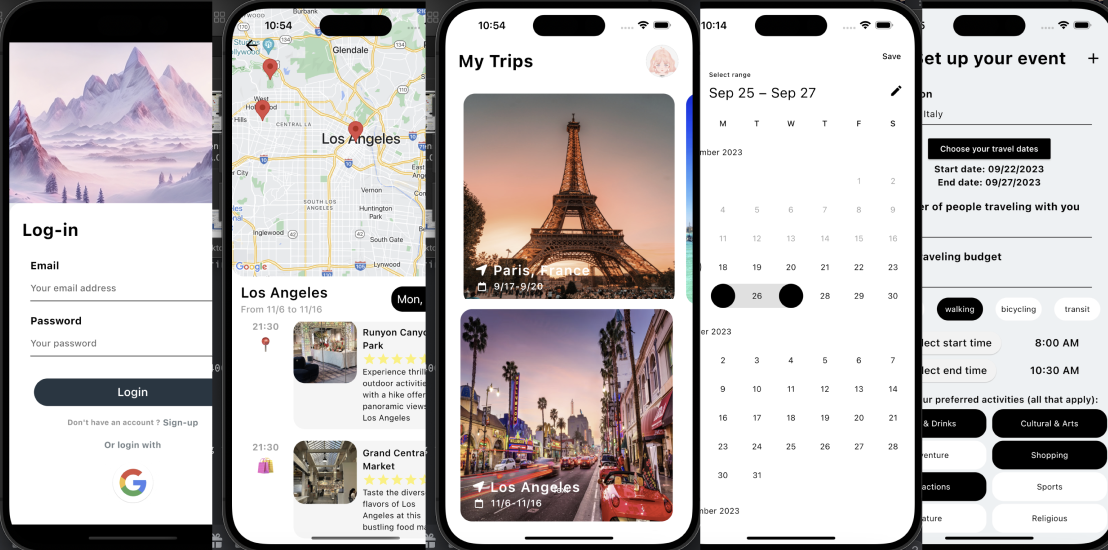 Log-in
Email
Your email address
Password
Your password
Login
Don't have an account ? Sign-up
Or login with
10:54
Burbank
Glendale
CENTRAL LA
Los Angeles
Vernon
Huntington
Park
SOUTH LOS
ANGELES
Inglewood
42
42
South Gate
Lynwood
Google
Los Angeles
Mon,
From 11/6 to 11/16
21:30
Runyon Canyo
Park
Experience thrill
outdoor activitie
with a hike offer
panoramic views
Los Angeles
21:30
Grand Centra
Market
Taste the divers
flavors of Los
Angeles at this
bustling food ma
10:54
My Trips
Paris, France
9/17-9/20
Los Angeles
11/6-11/16
10:14
Save
Select range
Sep 25 – Sep 27
M T W T F S
mber 2023
1 2
4 5 6 7 8 9
11 12 13 14 15 16
18 19 20 21 22 23
26 28 29 30
er 2023
2 3 4 5 6 7
9 10 11 12 13 14
16 17 18 19 20 21
23 24 25 26 27 28
30 31
mber 2023
et up your event
on
Italy
Choose your travel dates
Start date: 09/22/2023
End date: 09/27/2023
er of people traveling with you
aveling budget
walking bicycling transit
lect start time 8:00 AM
lect end time 10:30 AM
ur preferred activities (all that apply):
& Drinks Cultural & Arts
enture Shopping
actions Sports
ature Religious